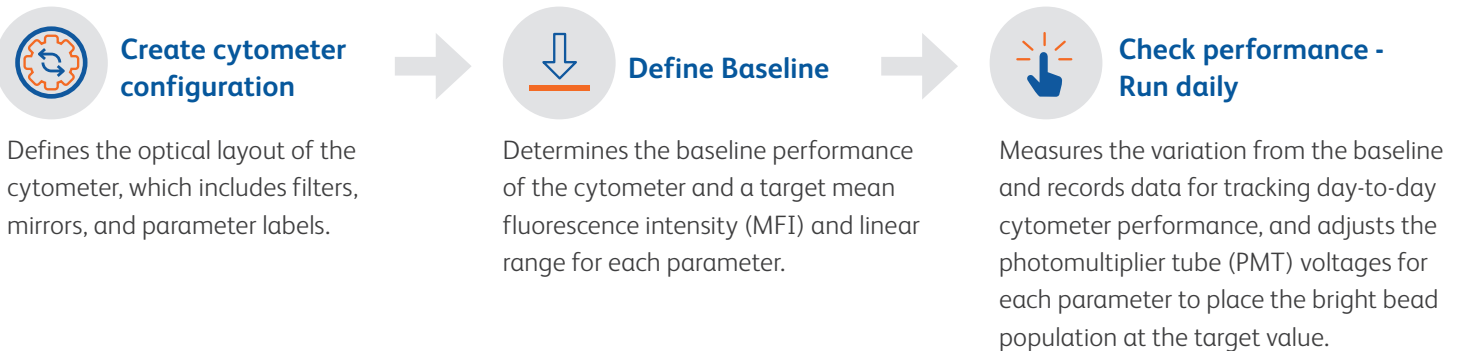 Create cytometer
configuration
Defines the optical layout of the
cytometer, which includes filters,
mirrors, and parameter labels.
Define Baseline
Determines the baseline performance
of the cytometer and a target mean
fluorescence intensity (MFI) and linear
range for each parameter.
Check performance -
Run daily
Measures the variation from the baseline
and records data for tracking day-to-day
cytometer performance, and adjusts the
photomultiplier tube (PMT) voltages for
each parameter to place the bright bead
population at the target value.